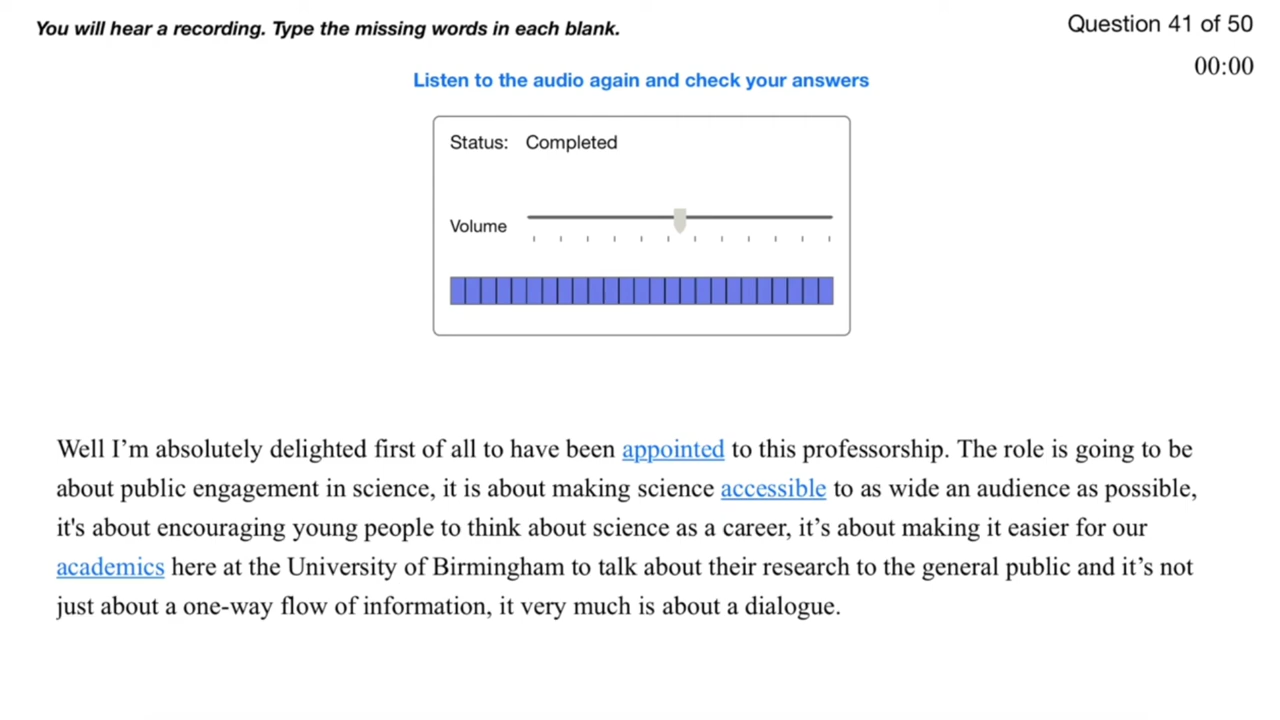 You will hear a recording. Type the missing words in each blank.
Question 41 of 50
00:00
Listen to the audio again and check your answers
Status: Completed
Volume
Well I’m absolutely delighted first of all to have been appointed to this professorship. The role is going to be
about public engagement in science, it is about making science accessible to as wide an audience as possible,
it's about encouraging young people to think about science as a career, it’s about making it easier for our
academics here at the University of Birmingham to talk about their research to the general public and it’s not
just about a one-way flow of information, it very much is about a dialogue.